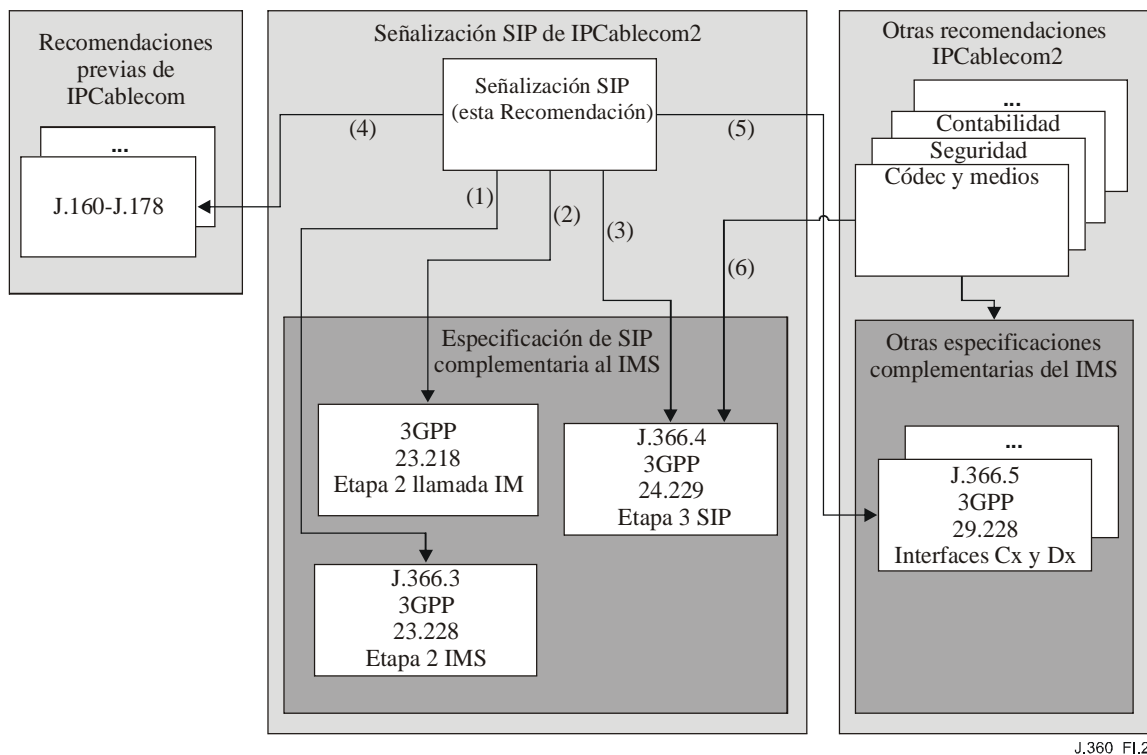 Recomendaciones
previas de
IPCablecom
...
J.160-J.178
Señalización SIP de IPCablecom2
Señalización SIP
(esta Recomendación)
(4)
(5)
(1)
(2)
(3)
(6)
Otras recomendaciones
IPCablecom2
...
Contabilidad
Seguridad
Códec y medios
Especificación de SIP
complementaria al IMS
3GPP
23.218
Etapa 2 llamada IM
J.366.4
3GPP
24.229
Etapa 3 SIP
J.366.3
3GPP
23.228
Etapa 2 IMS
Otras especificaciones
complementarias del IMS
...
J.366.5
3GPP
29.228
Interfaces Cx y Dx
J.360_FI.2